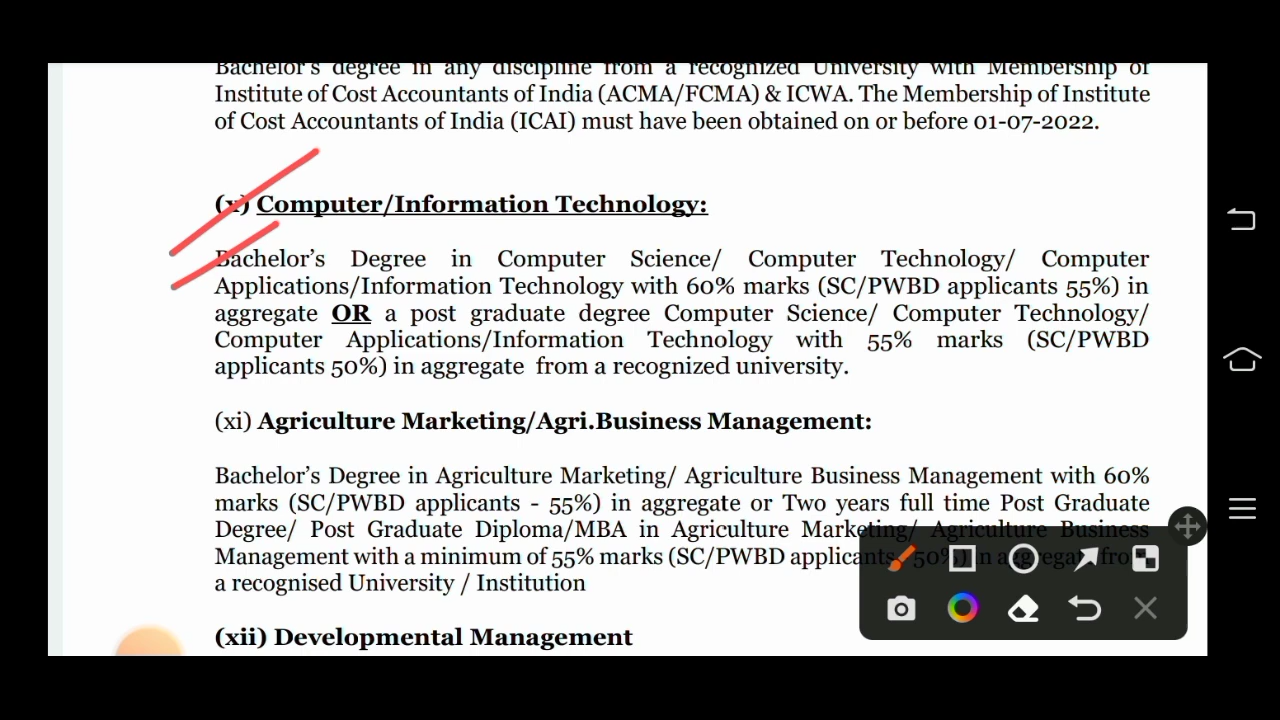 Bachelor's degree in any discipline from a recognized University with Membership of
Institute of Cost Accountants of India (ACMA/FCMA) & ICWA. The Membership of Institute
of Cost Accountants of India (ICAI) must have been obtained on or before 01-07-2022.
(x) Computer/Information Technology:
Bachelor's Degree in Computer Science/ Computer Technology/ Computer
Applications/Information Technology with 60% marks (SC/PWBD applicants 55%) in
aggregate OR a post graduate degree Computer Science/ Computer Technology/
Computer Applications/Information Technology with 55% marks (SC/PWBD
applicants 50%) in aggregate from a recognized university.
(xi) Agriculture Marketing/Agri.Business Management:
Bachelor's Degree in Agriculture Marketing/ Agriculture Business Management with 60%
marks (SC/PWBD applicants - 55%) in aggregate or Two years full time Post Graduate
Degree/ Post Graduate Diploma/MBA in Agriculture Marketing/ Agriculture Business
Management with a minimum of 55% marks (SC/PWBD applicants - 50%) in aggregate from
a recognised University / Institution
(xii) Developmental Management